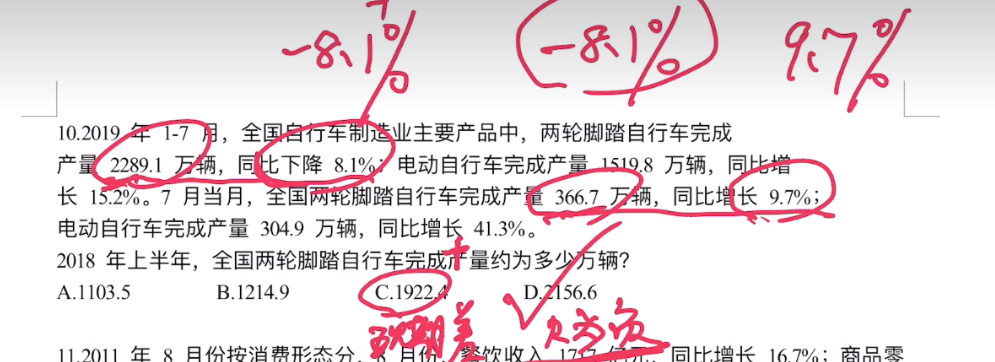 -8.1% -8.1% 9.7%
10.2019 年 1-7 月，全国自行车制造业主要产品中，两轮脚踏自行车完成
产量 2289.1 万辆，同比下降 8.1%；电动自行车完成产量 1519.8 万辆，同比增
长 15.2%。7 月当月，全国两轮脚踏自行车完成产量 366.7 万辆，同比增长 9.7%；
电动自行车完成产量 304.9 万辆，同比增长 41.3%。
2018 年上半年，全国两轮脚踏自行车完成产量约为多少万辆？
A.1103.5 B.1214.9 C.1922.4 D.2156.6
11.2011 年 8 月份按消费形态分，8 月份，餐饮收入 同比增长 16.7%；商品零